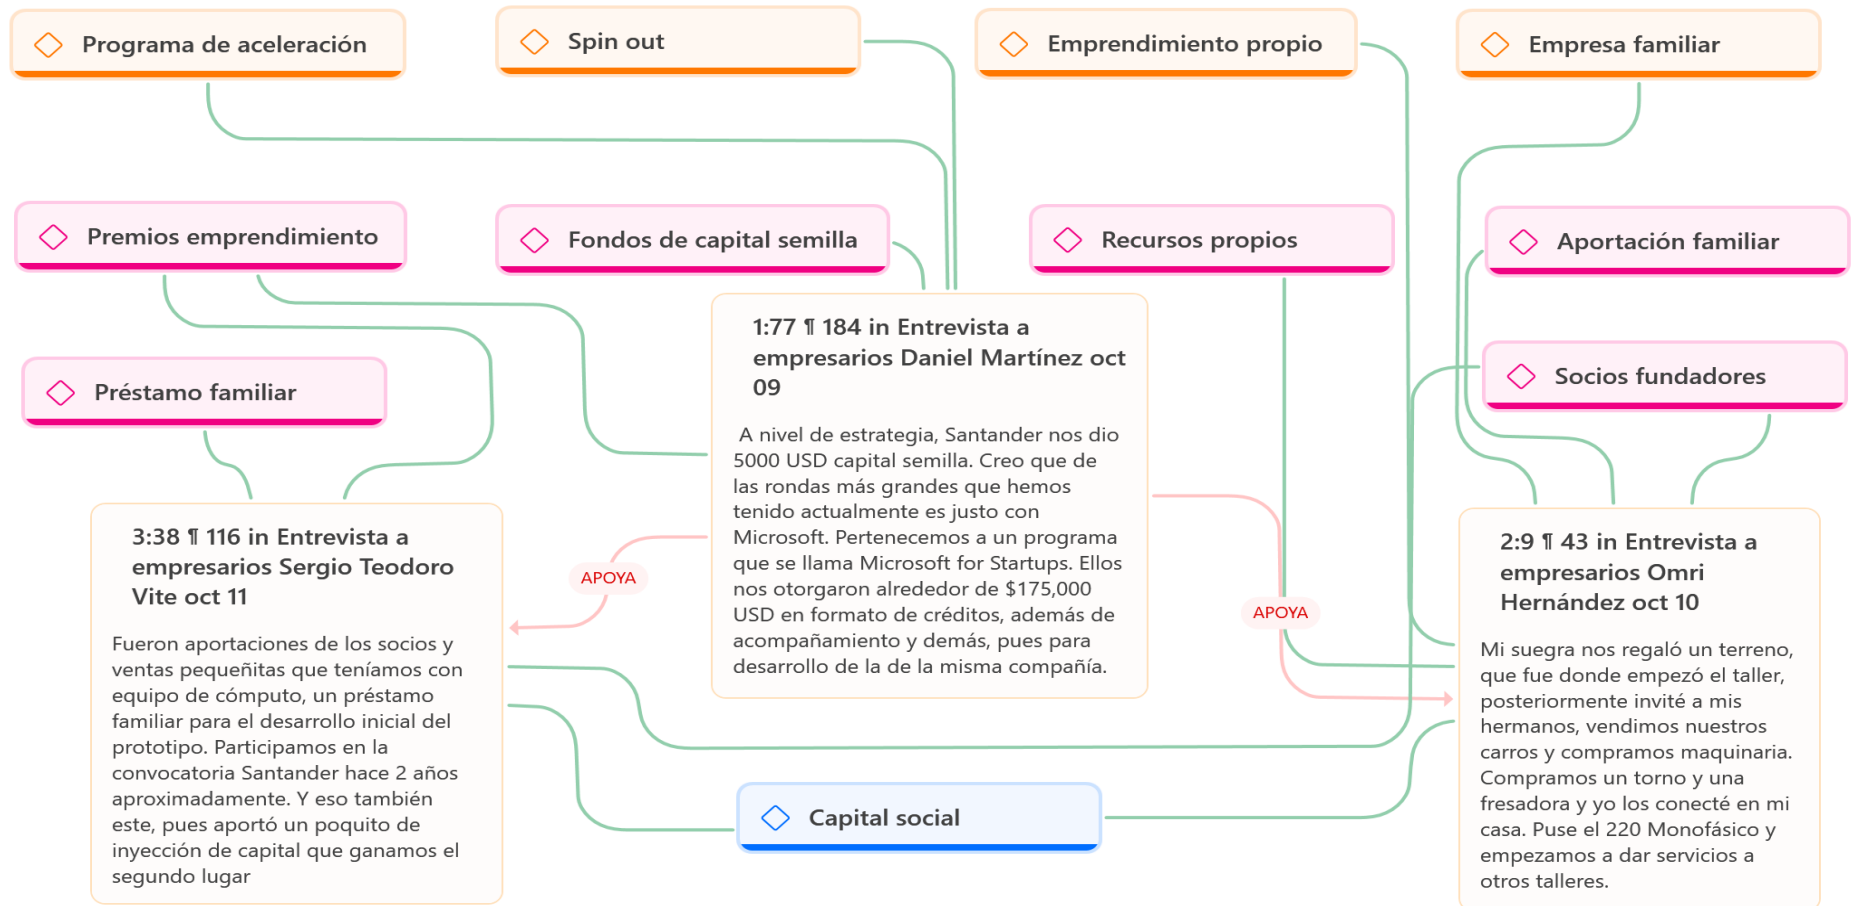 Programa de aceleración
Spin out
Emprendimiento propio
Empresa familiar
Premios emprendimiento
Fondos de capital semilla
Recursos propios
Aportación familiar
Préstamo familiar
Socios fundadores
1:77 ¶ 184 in Entrevista a
empresarios Daniel Martínez oct
09
A nivel de estrategia, Santander nos dio
5000 USD capital semilla. Creo que de
las rondas más grandes que hemos
tenido actualmente es justo con
Microsoft. Pertenecemos a un programa
que se llama Microsoft for Startups. Ellos
nos otorgaron alrededor de $175,000
USD en formato de créditos, además de
acompañamiento y demás, pues para
desarrollo de la de la misma compañía.
APOYA
APOYA
3:38 ¶ 116 in Entrevista a
empresarios Sergio Teodoro
Vite oct 11
Fueron aportaciones de los socios y
ventas pequeñitas que teníamos con
equipo de cómputo, un préstamo
familiar para el desarrollo inicial del
prototipo. Participamos en la
convocatoria Santander hace 2 años
aproximadamente. Y eso también
este, pues aportó un poquito de
inyección de capital que ganamos el
segundo lugar
2:9 ¶ 43 in Entrevista a
empresarios Omri
Hernández oct 10
Mi suegra nos regaló un terreno,
que fue donde empezó el taller,
posteriormente invité a mis
hermanos, vendimos nuestros
carros y compramos maquinaria.
Compramos un torno y una
fresadora y yo los conecté en mi
casa. Puse el 220 Monofásico y
empezamos a dar servicios a
otros talleres.
Capital social